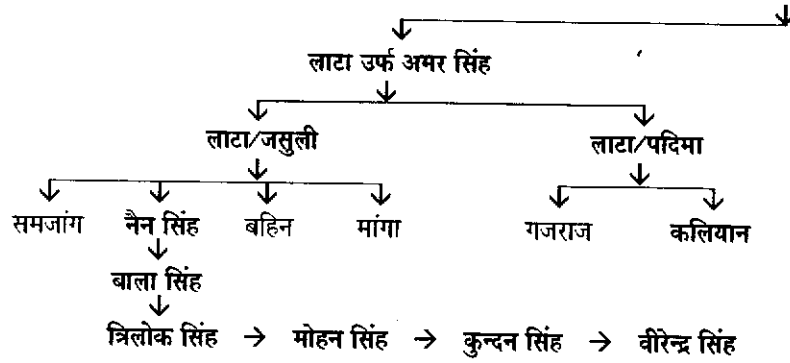 लाटा उर्फ अमर सिंह
लाटा/जसुली लाटा/पदिमा
समजांग नैन सिंह बहिन मांगा गजराज कलियान
बाला सिंह
त्रिलोक सिंह → मोहन सिंह → कुन्दन सिंह → वीरेन्द्र सिंह